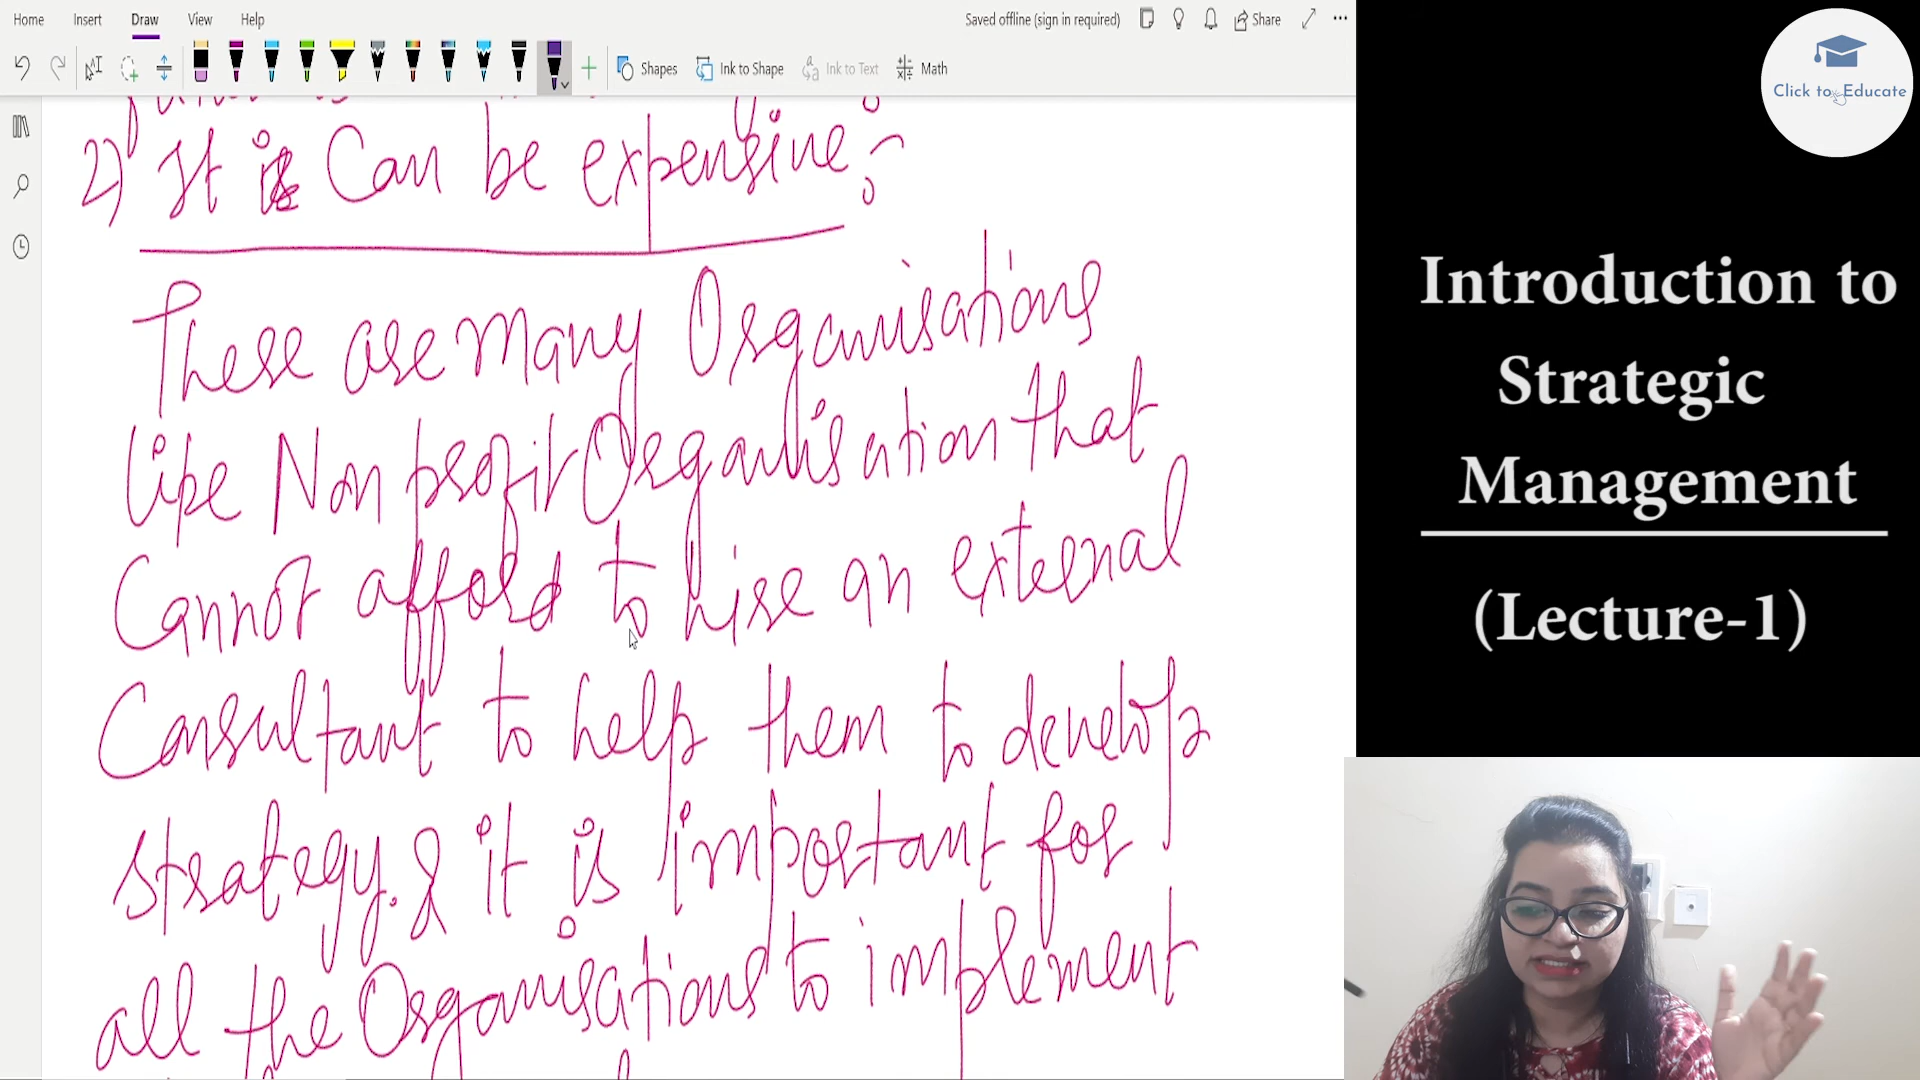 Home Insert Draw View Help
Saved offline (sign in required) Share
Shapes Ink to Shape Ink to Text Math
2) It is Can be expensive :-
There are many Organisations
like Non profit Organisation that
Cannot afford to hire an external
Consultant to help them to develop
strategy. & it is important for
all the Organisations to implement
Click to Educate
Introduction to
Strategic
Management
(Lecture-1)